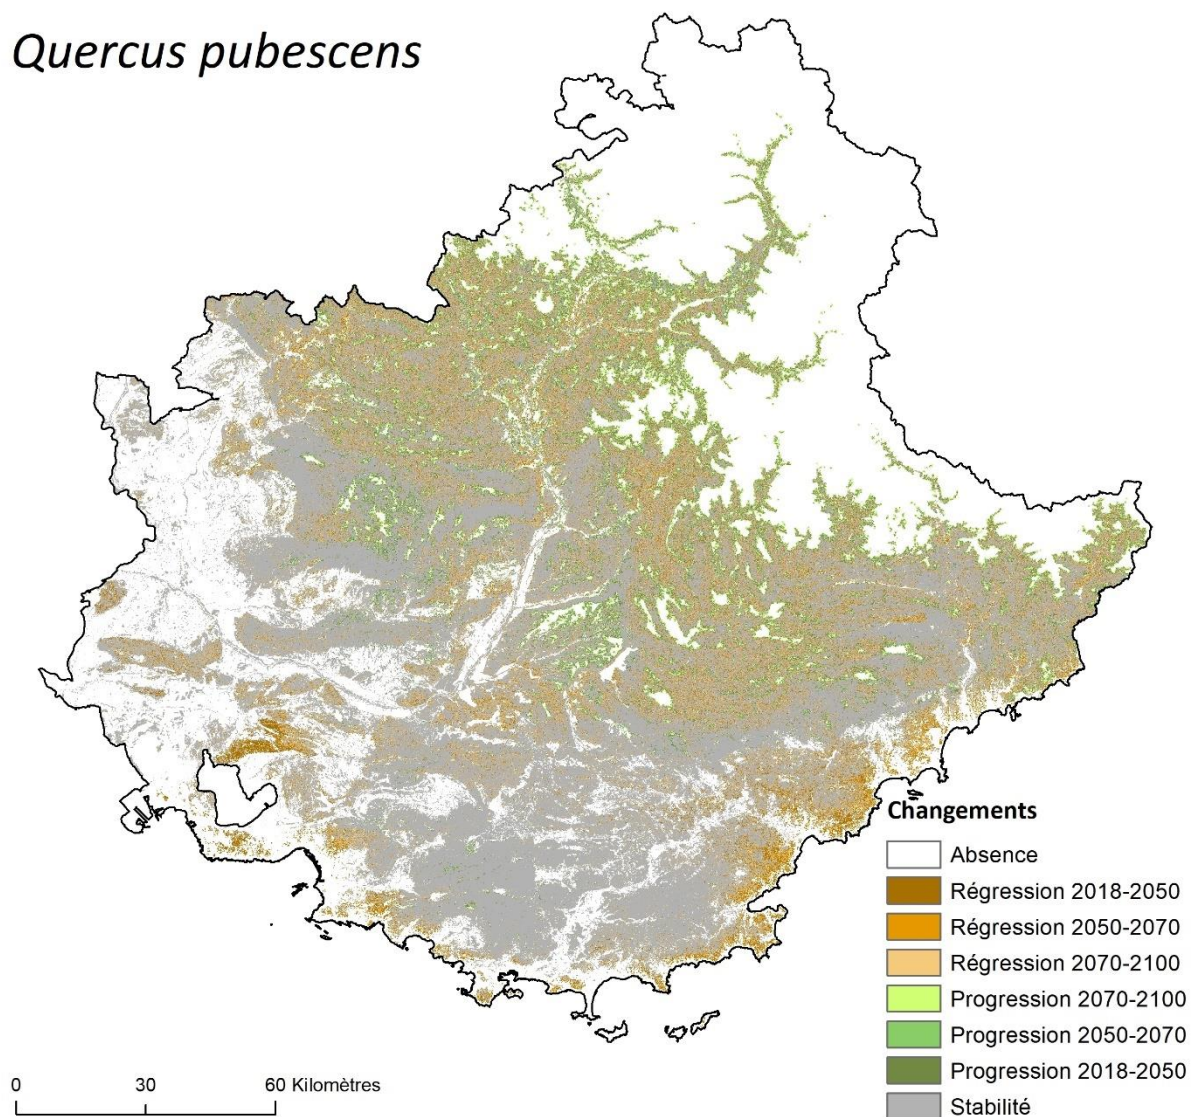 Quercus pubescens
Changements
Absence
Régression 2018-2050
Régression 2050-2070
Régression 2070-2100
Progression 2070-2100
Progression 2050-2070
Progression 2018-2050
Stabilité
0 30 60 Kilomètres